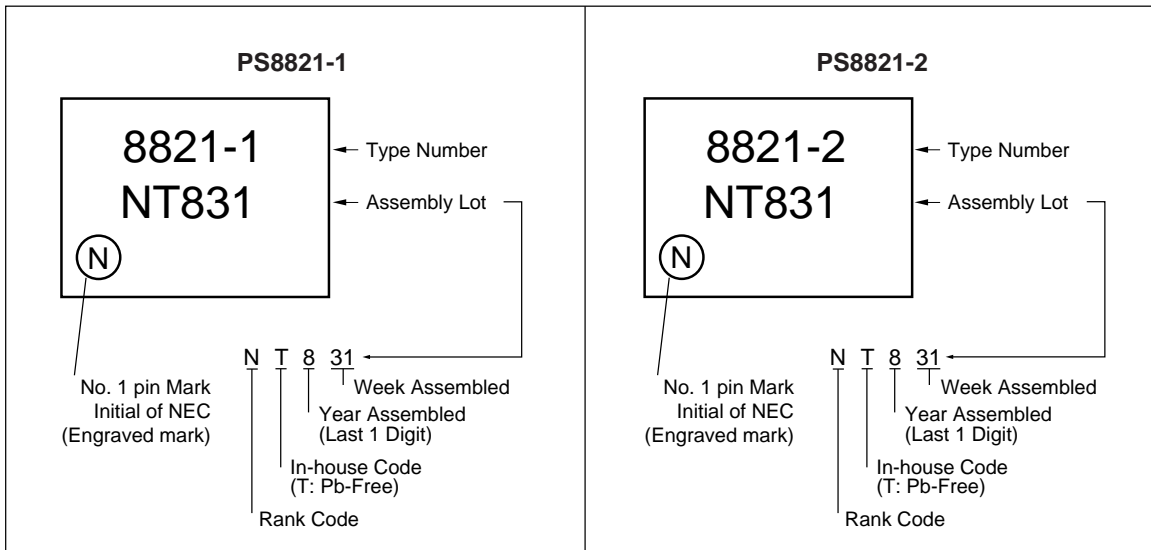 PS8821-1
8821-1
Type Number
NT831
Assembly Lot
N
N T 8 31
No. 1 pin Mark
Initial of NEC
(Engraved mark)
Week Assembled
Year Assembled
(Last 1 Digit)
In-house Code
(T: Pb-Free)
Rank Code
PS8821-2
8821-2
Type Number
NT831
Assembly Lot
N
N T 8 31
No. 1 pin Mark
Initial of NEC
(Engraved mark)
Week Assembled
Year Assembled
(Last 1 Digit)
In-house Code
(T: Pb-Free)
Rank Code